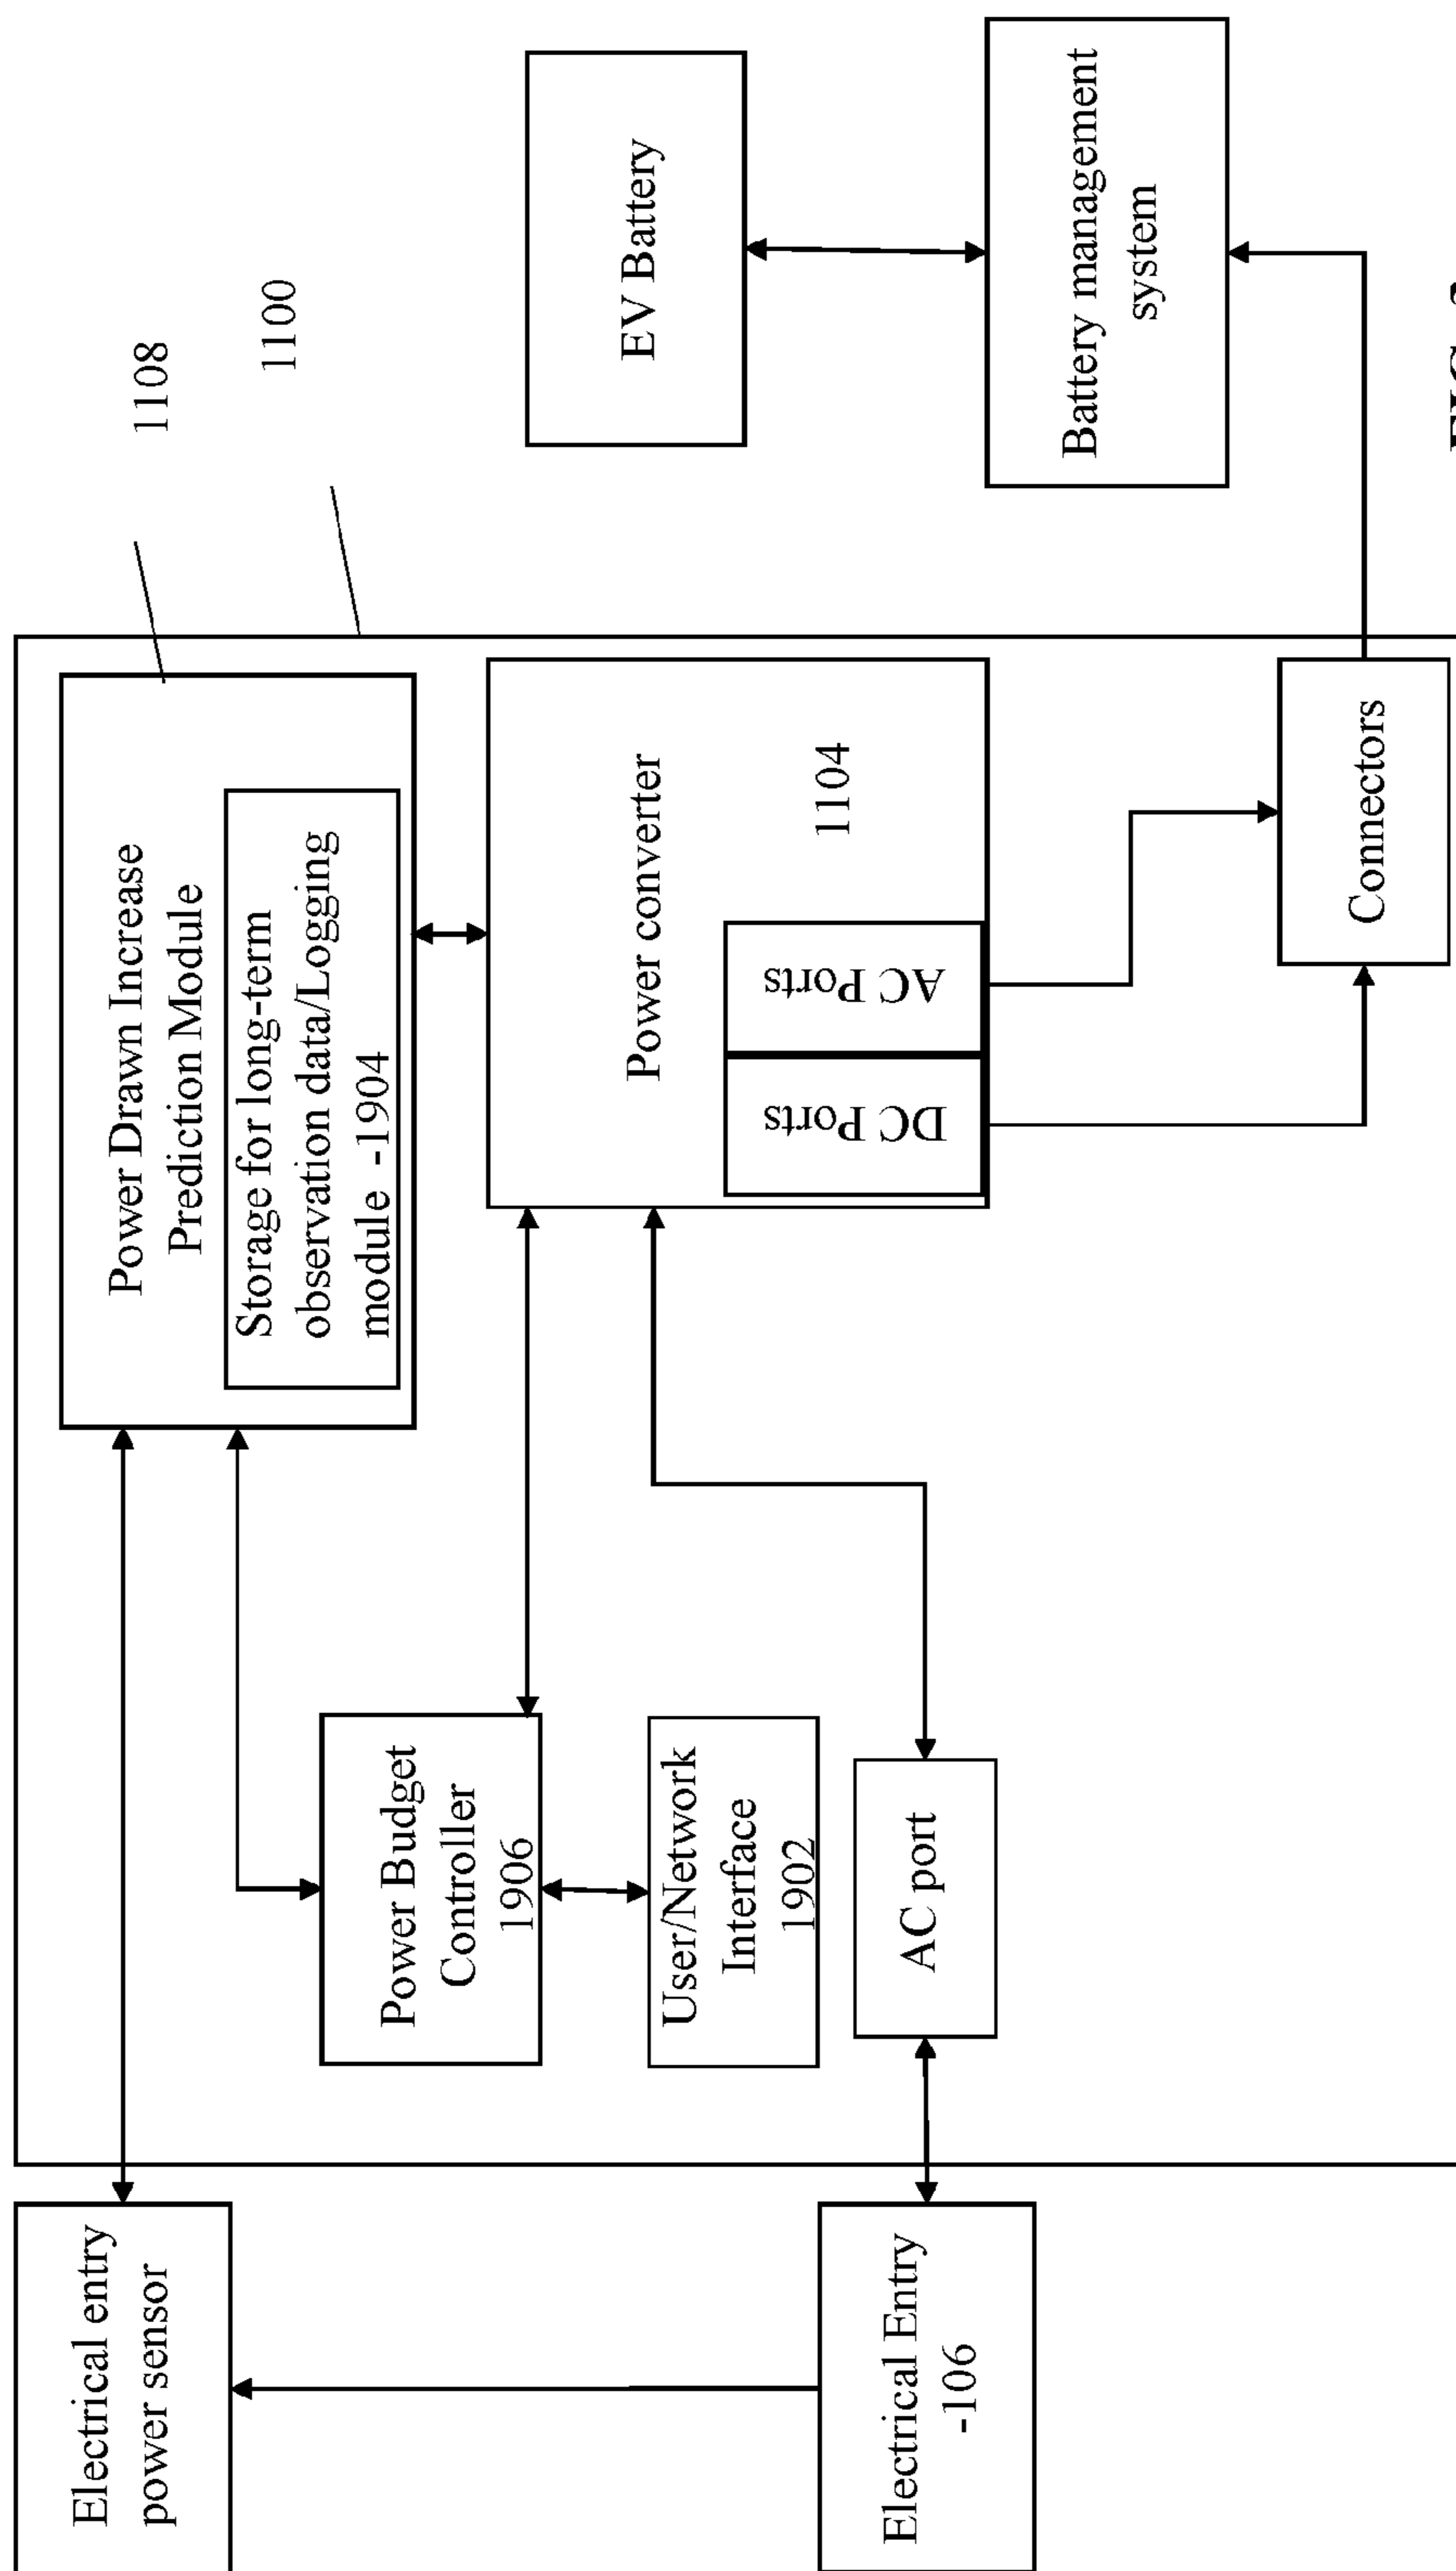 1108
1100
Electrical entry
power sensor
Power Drawn Increase
Prediction Module
Storage for long-term
observation data/Logging
module -1904
Power Budget
Controller
1906
User/Network
Interface
1902
AC port
Electrical Entry
-106
Power converter
1104
DC Ports
AC Ports
Connectors
EV Battery
Battery management
system